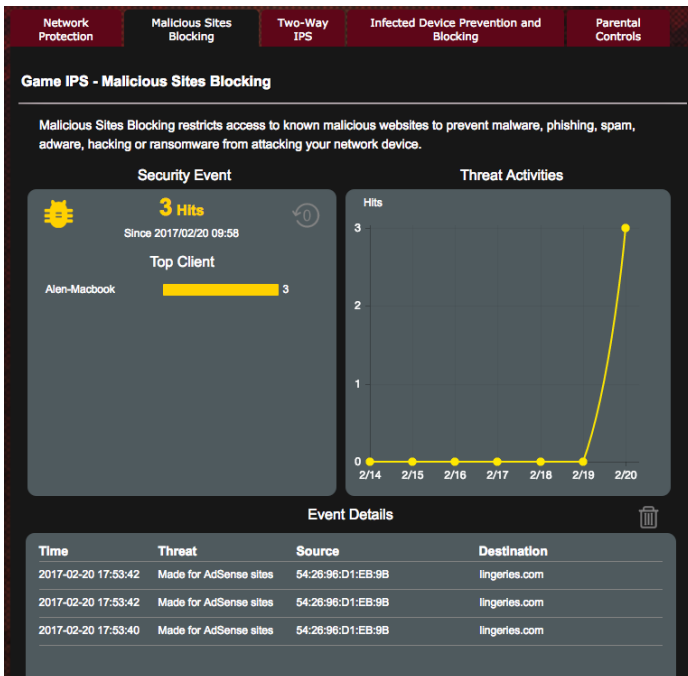 Network Protection
Malicious Sites Blocking
Two-Way IPS
Infected Device Prevention and Blocking
Parental Controls
Game IPS - Malicious Sites Blocking
Malicious Sites Blocking restricts access to known malicious websites to prevent malware, phishing, spam,
adware, hacking or ransomware from attacking your network device.
Security Event
3 Hits
0
Since 2017/02/20 09:58
Top Client
Alen-Macbook 3
Threat Activities
Hits
3
2
1
0
2/14 2/15 2/16 2/17 2/18 2/19 2/20
Event Details
Time Threat Source Destination
2017-02-20 17:53:42 Made for AdSense sites 54:26:96:D1:EB:9B lingeries.com
2017-02-20 17:53:42 Made for AdSense sites 54:26:96:D1:EB:9B lingeries.com
2017-02-20 17:53:40 Made for AdSense sites 54:26:96:D1:EB:9B lingeries.com